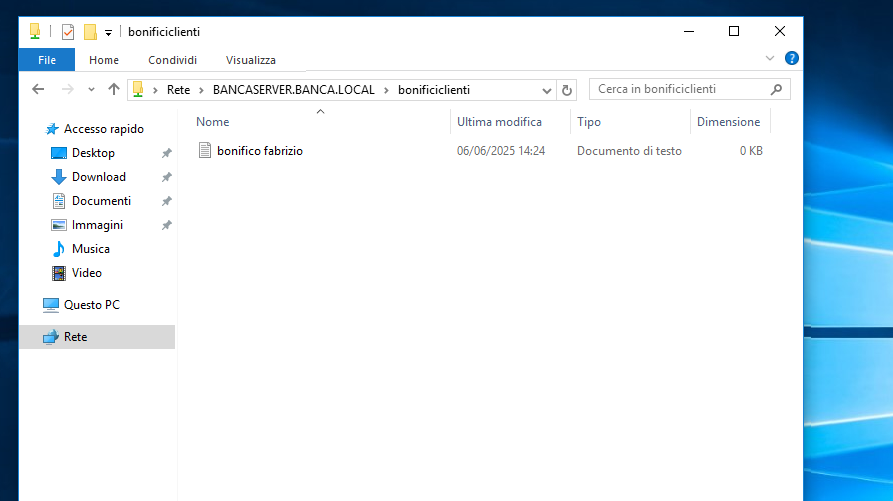 bonificiclienti
File Home Condividi Visualizza
Rete BANCASERVER.BANCA.LOCAL bonificiclienti Cerca in bonificiclienti
Nome Ultima modifica Tipo Dimensione
bonifico fabrizio 06/06/2025 14:24 Documento di testo 0 KB
Accesso rapido
Desktop
Download
Documenti
Immagini
Musica
Video
Questo PC
Rete